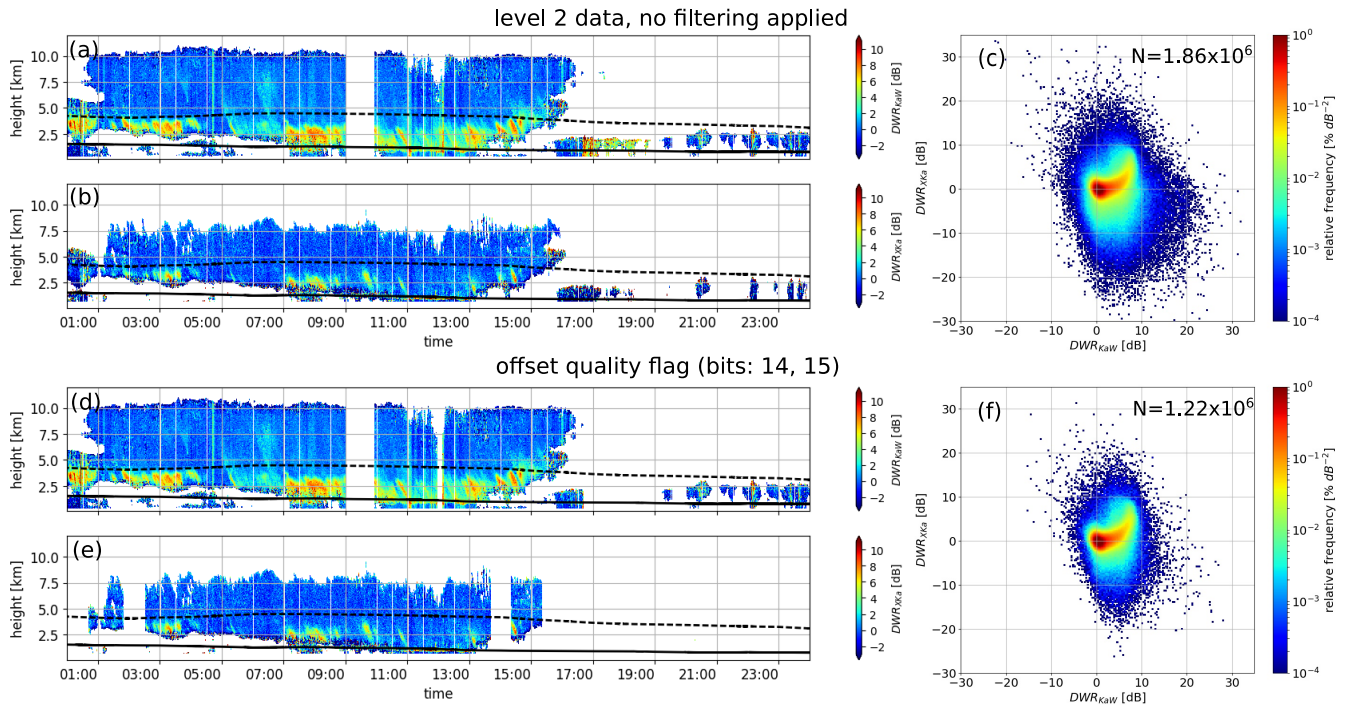 level 2 data, no filtering applied
(a)
height [km]
10.0
7.5
5.0
2.5
10
8
6
4
2
0
−2
DWR_KaW [dB]
(b)
height [km]
10.0
7.5
5.0
2.5
01:00 03:00 05:00 07:00 09:00 11:00 13:00 15:00 17:00 19:00 21:00 23:00
time
10
8
6
4
2
0
−2
DWR_XKa [dB]
(c)
N=1.86x10^6
DWR_XKa [dB]
30
20
10
0
−10
−20
−30
−30 −20 −10 0 10 20 30
DWR_KaW [dB]
10^0
10^−1
10^−2
10^−3
10^−4
relative frequency [% dB^−2]
offset quality flag (bits: 14, 15)
(d)
height [km]
10.0
7.5
5.0
2.5
10
8
6
4
2
0
−2
DWR_KaW [dB]
(e)
height [km]
10.0
7.5
5.0
2.5
01:00 03:00 05:00 07:00 09:00 11:00 13:00 15:00 17:00 19:00 21:00 23:00
time
10
8
6
4
2
0
−2
DWR_XKa [dB]
(f)
N=1.22x10^6
DWR_XKa [dB]
30
20
10
0
−10
−20
−30
−30 −20 −10 0 10 20 30
DWR_KaW [dB]
10^0
10^−1
10^−2
10^−3
10^−4
relative frequency [% dB^−2]